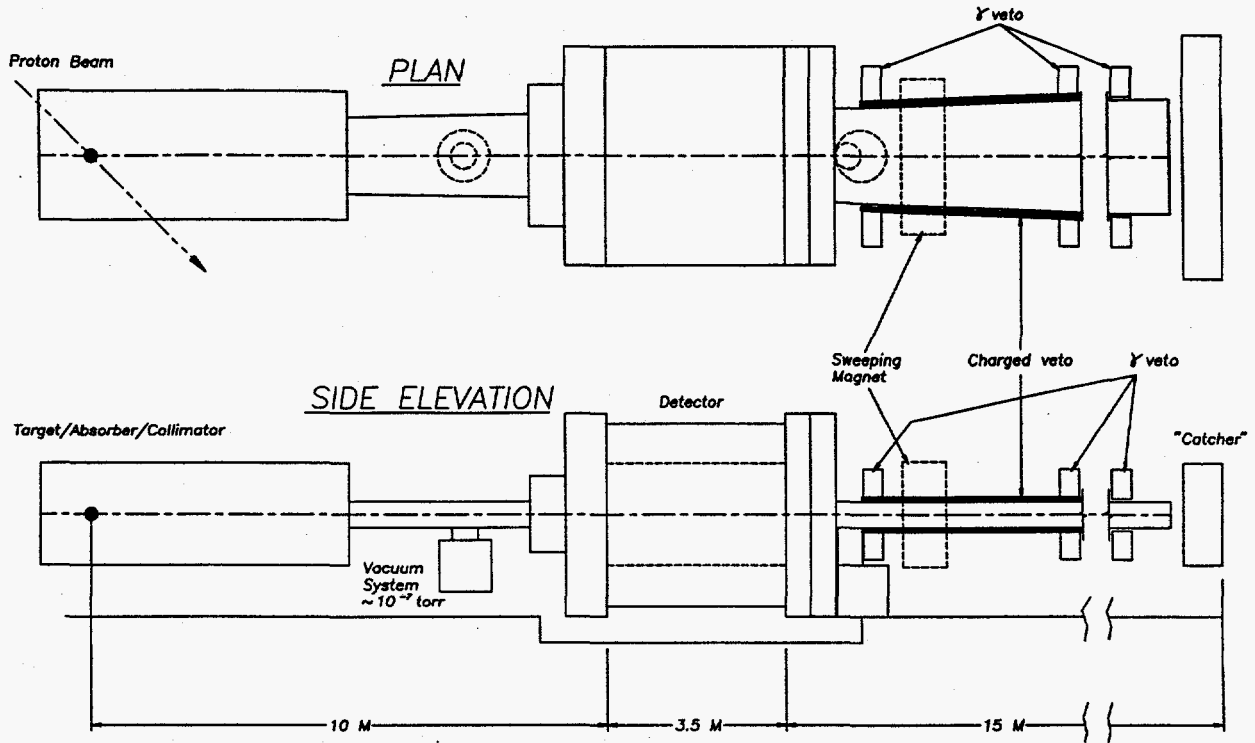 ɣ veto
Proton Beam
PLAN
Sweeping
Magnet
Charged veto
ɣ veto
SIDE ELEVATION
Detector
Target/Absorber/Collimator
"Catcher"
Vacuum
System
~ 10⁻⁷ torr
10 M
3.5 M
15 M